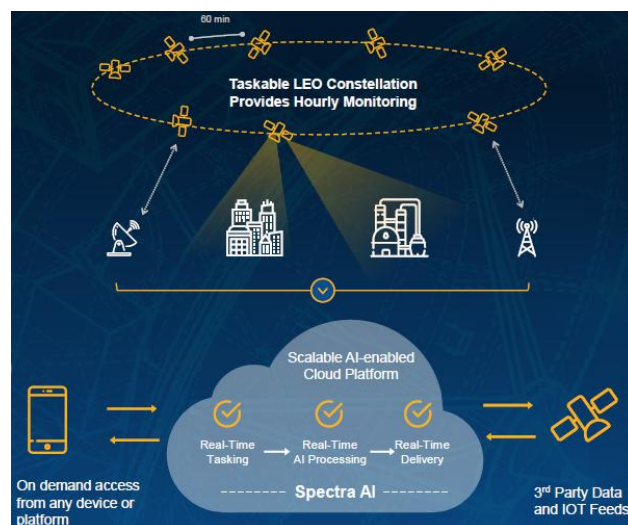 60 min
Taskable LEO Constellation
Provides Hourly Monitoring
Scalable AI-enabled
Cloud Platform
Real-Time
Tasking
Real-Time
AI Processing
Real-Time
Delivery
Spectra AI
On demand access
from any device or
platform
3rd Party Data
and IOT Feeds